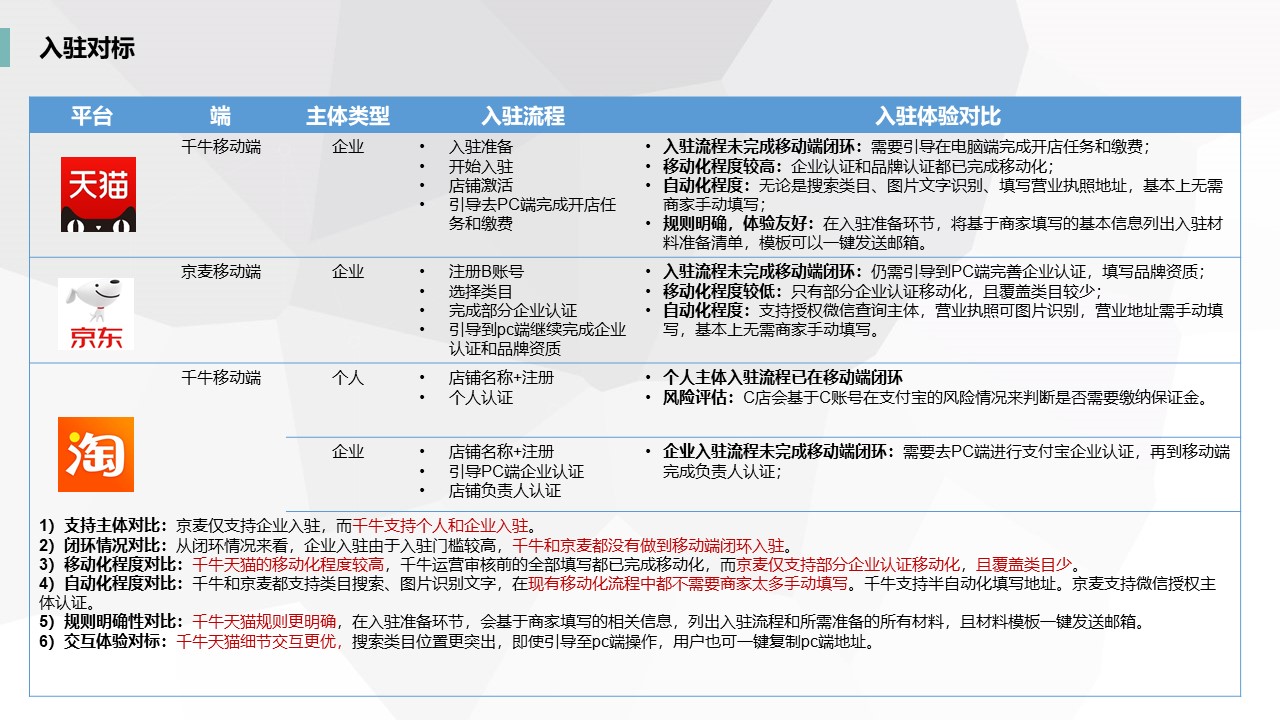 入驻对标
平台 端 主体类型 入驻流程 入驻体验对比
天猫
千牛移动端
企业
• 入驻准备
• 开始入驻
• 店铺激活
• 引导去PC端完成开店任
务和缴费
• 入驻流程未完成移动端闭环：需要引导在电脑端完成开店任务和缴费；
• 移动化程度较高：企业认证和品牌认证都已完成移动化；
• 自动化程度：无论是搜索类目、图片文字识别、填写营业执照地址，基本上无需
商家手动填写；
• 规则明确，体验友好：在入驻准备环节，将基于商家填写的基本信息列出入驻材
料准备清单，模板可以一键发送邮箱。
京东
京麦移动端
企业
• 注册B账号
• 选择类目
• 完成部分企业认证
• 引导到pc端继续完成企业
认证和品牌资质
• 入驻流程未完成移动端闭环：仍需引导到PC端完善企业认证，填写品牌资质；
• 移动化程度较低：只有部分企业认证移动化，且覆盖类目较少；
• 自动化程度：支持授权微信查询主体，营业执照可图片识别，营业地址需手动填
写，基本上无需商家手动填写。
淘
千牛移动端
个人
• 店铺名称+注册
• 个人认证
• 个人主体入驻流程已在移动端闭环
• 风险评估：C店会基于C账号在支付宝的风险情况来判断是否需要缴纳保证金。
企业
• 店铺名称+注册
• 引导PC端企业认证
• 店铺负责人认证
• 企业入驻流程未完成移动端闭环：需要去PC端进行支付宝企业认证，再到移动端
完成负责人认证；
1）支持主体对比：京麦仅支持企业入驻，而千牛支持个人和企业入驻。
2）闭环情况对比：从闭环情况来看，企业入驻由于入驻门槛较高，千牛和京麦都没有做到移动端闭环入驻。
3）移动化程度对比：千牛天猫的移动化程度较高，千牛运营审核前的全部填写都已完成移动化，而京麦仅支持部分企业认证移动化，且覆盖类目少。
4）自动化程度对比：千牛和京麦都支持类目搜索、图片识别文字，在现有移动化流程中都不需要商家太多手动填写。千牛支持半自动化填写地址。京麦支持微信授权主
体认证。
5）规则明确性对比：千牛天猫规则更明确，在入驻准备环节，会基于商家填写的相关信息，列出入驻流程和所需准备的所有材料，且材料模板一键发送邮箱。
6）交互体验对标：千牛天猫细节交互更优，搜索类目位置更突出，即使引导至pc端操作，用户也可一键复制pc端地址。